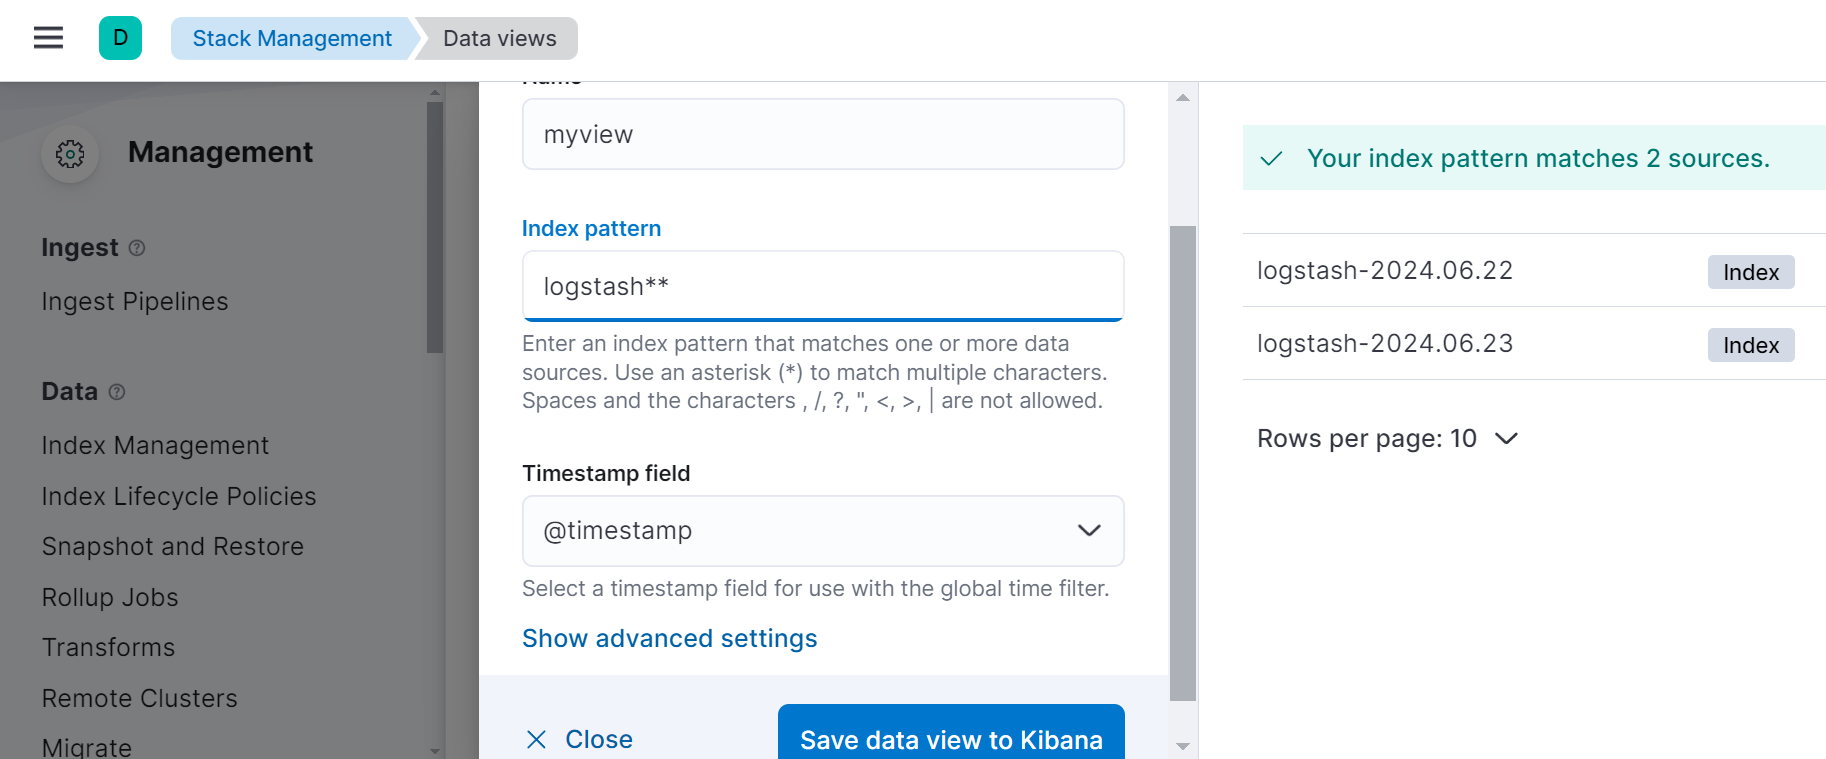 D
Stack Management
Data views
Management
Ingest
Ingest Pipelines
Data
Index Management
Index Lifecycle Policies
Snapshot and Restore
Rollup Jobs
Transforms
Remote Clusters
Migrate
Name
myview
Index pattern
logstash**
Enter an index pattern that matches one or more data
sources. Use an asterisk (*) to match multiple characters.
Spaces and the characters , /, ?, ", <, >, | are not allowed.
Timestamp field
@timestamp
Select a timestamp field for use with the global time filter.
Show advanced settings
Close
Save data view to Kibana
Your index pattern matches 2 sources.
logstash-2024.06.22 Index
logstash-2024.06.23 Index
Rows per page: 10